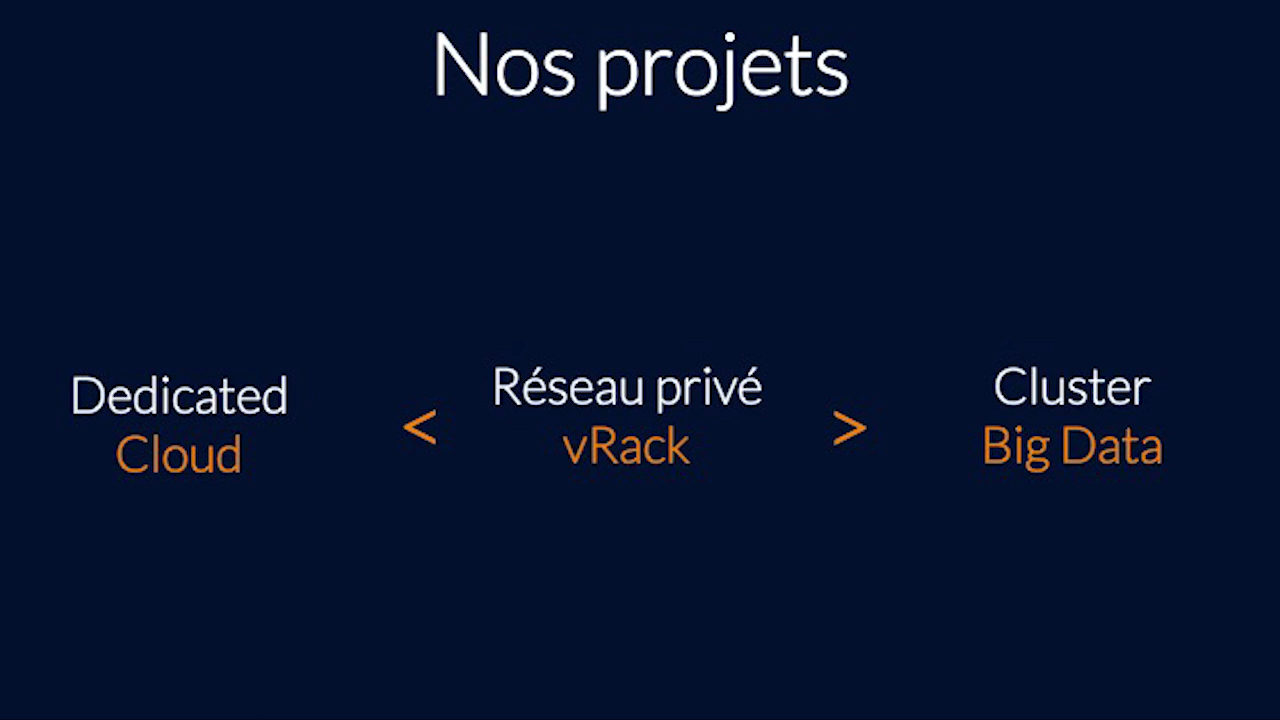 Nos projets
Dedicated
Cloud
<
Réseau privé
vRack
>
Cluster
Big Data